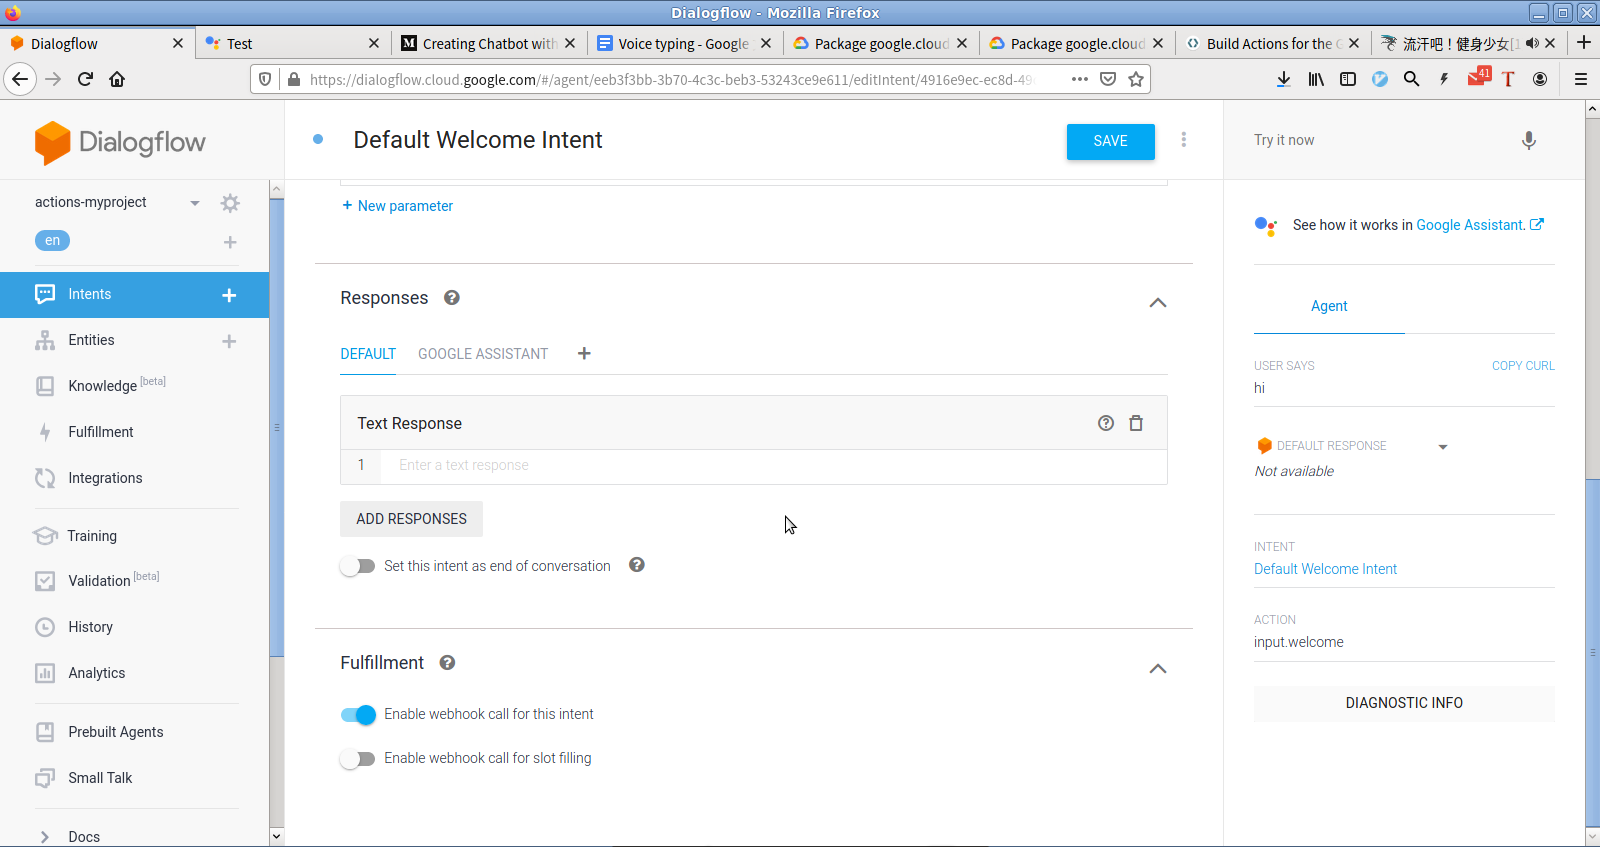 Dialogflow - Mozilla Firefox
Dialogflow
Test
Creating Chatbot with
Voice typing - Google
Package google.cloud
Package google.cloud
Build Actions for the G
流汗吧！健身少女[1
https://dialogflow.cloud.google.com/#/agent/eeb3f3bb-3b70-4c3c-beb3-53243ce9e611/editIntent/4916e9ec-ec8d-49
41
Dialogflow
Default Welcome Intent
SAVE
Try it now
actions-myproject
en
Intents
Entities
Knowledge [beta]
Fulfillment
Integrations
Training
Validation [beta]
History
Analytics
Prebuilt Agents
Small Talk
Docs
+ New parameter
Responses
DEFAULT
GOOGLE ASSISTANT
Text Response
1
Enter a text response
ADD RESPONSES
Set this intent as end of conversation
Fulfillment
Enable webhook call for this intent
Enable webhook call for slot filling
See how it works in Google Assistant.
Agent
USER SAYS
COPY CURL
hi
DEFAULT RESPONSE
Not available
INTENT
Default Welcome Intent
ACTION
input.welcome
DIAGNOSTIC INFO